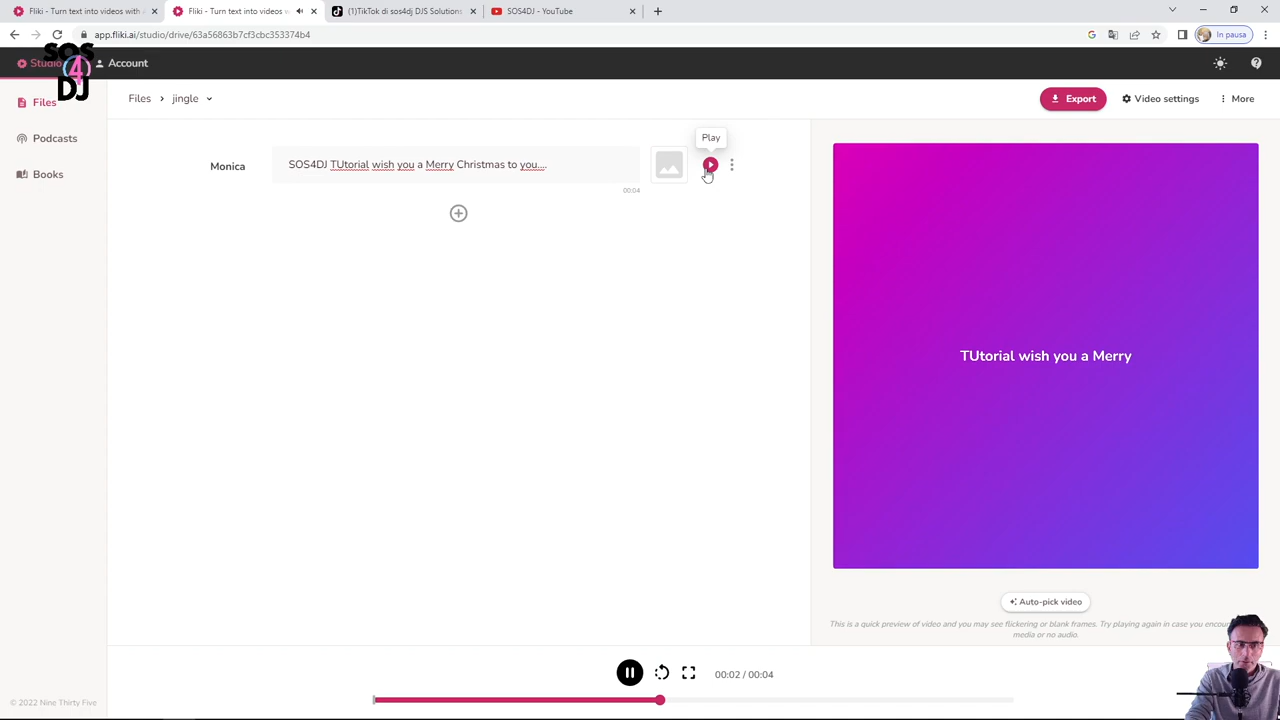 Fliki - Turn text into videos with A
Fliki - Turn text into videos w
(1)TikTok di sos4dj DJS Solutions
SOS4DJ - YouTube
app.fliki.ai/studio/drive/63a56863b7cf3cbc353374b4
In pausa
SOS
4
DJ
Studio
Account
Files
Podcasts
Books
Files
jingle
Export
Video settings
More
Play
Monica
SOS4DJ TUtorial wish you a Merry Christmas to you....
00:04
TUtorial wish you a Merry
Auto-pick video
This is a quick preview of video and you may see flickering or blank frames. Try playing again in case you
media or no audio.
00:02 / 00:04
© 2022 Nine Thirty Five